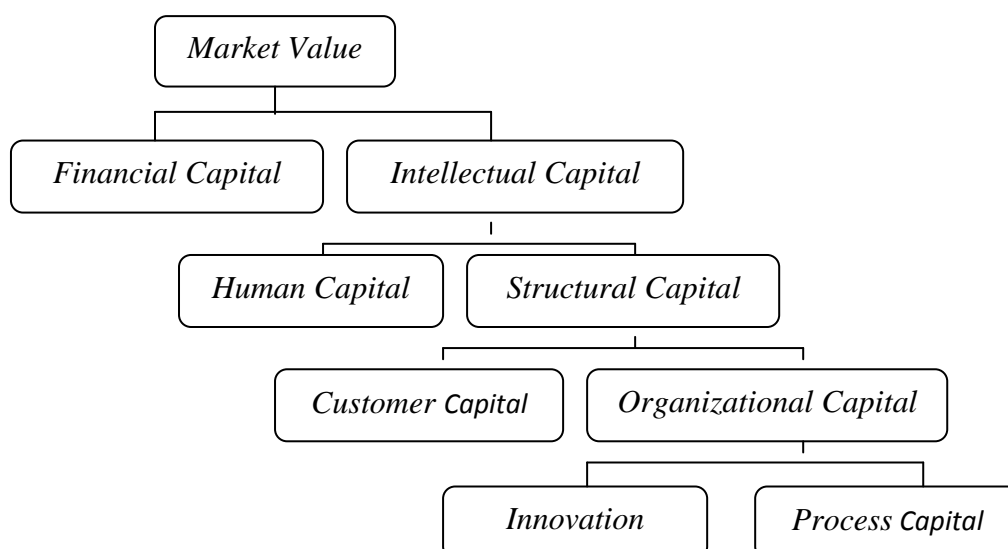 Market Value
Financial Capital
Intellectual Capital
Human Capital
Structural Capital
Customer Capital
Organizational Capital
Innovation
Process Capital